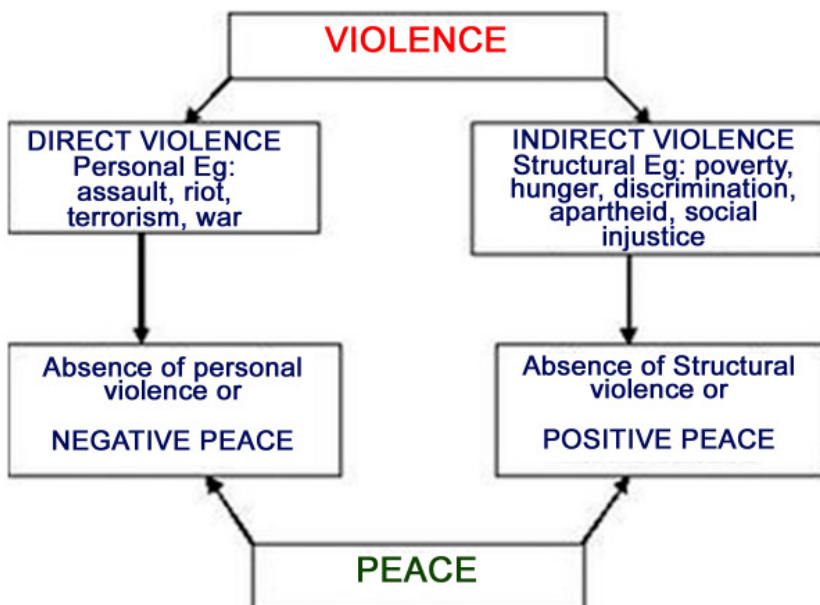 VIOLENCE
DIRECT VIOLENCE
Personal Eg:
assault, riot,
terrorism, war
INDIRECT VIOLENCE
Structural Eg: poverty,
hunger, discrimination,
apartheid, social
injustice
Absence of personal
violence or
NEGATIVE PEACE
Absence of Structural
violence or
POSITIVE PEACE
PEACE